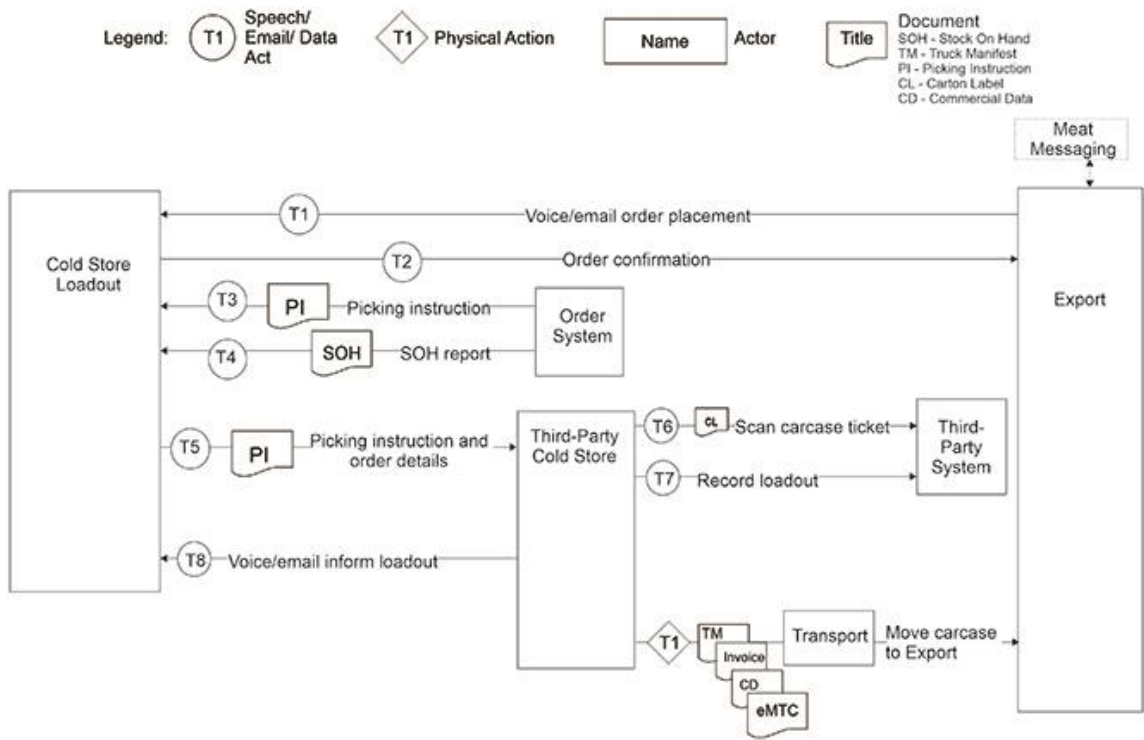 Legend:
T1
Speech/
Email/ Data
Act
T1
Physical Action
Name
Actor
Title
Document
SOH - Stock On Hand
TM - Truck Manifest
PI - Picking Instruction
CL - Carton Label
CD - Commercial Data
Meat
Messaging
Cold Store
Loadout
Export
T1
Voice/email order placement
T2
Order confirmation
T3
PI
Picking instruction
Order
System
T4
SOH
SOH report
T5
PI
Picking instruction and
order details
Third-Party
Cold Store
T6
CL
Scan carcase ticket
Third-
Party
System
T7
Record loadout
T8
Voice/email inform loadout
T1
TM
Invoice
CD
eMTC
Transport
Move carcase
to Export